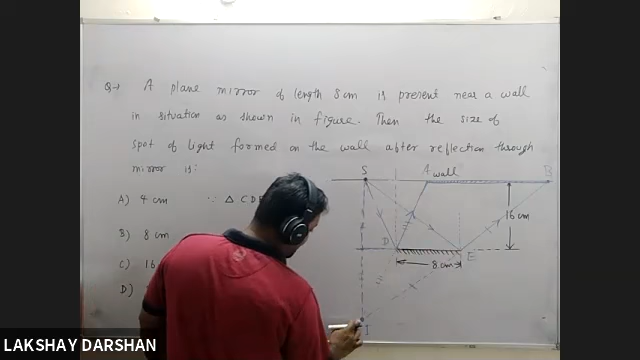 Q-1 A plane mirror of length 8 cm is present near a wall
in situation as shown in figure. Then the size of
spot of light formed on the wall after reflection through
mirror is:
S A wall B
A) 4 cm ∵ △ CDE
16 cm
B) 8 cm
D E
C) 16
8 cm
D)
I
LAKSHAY DARSHAN